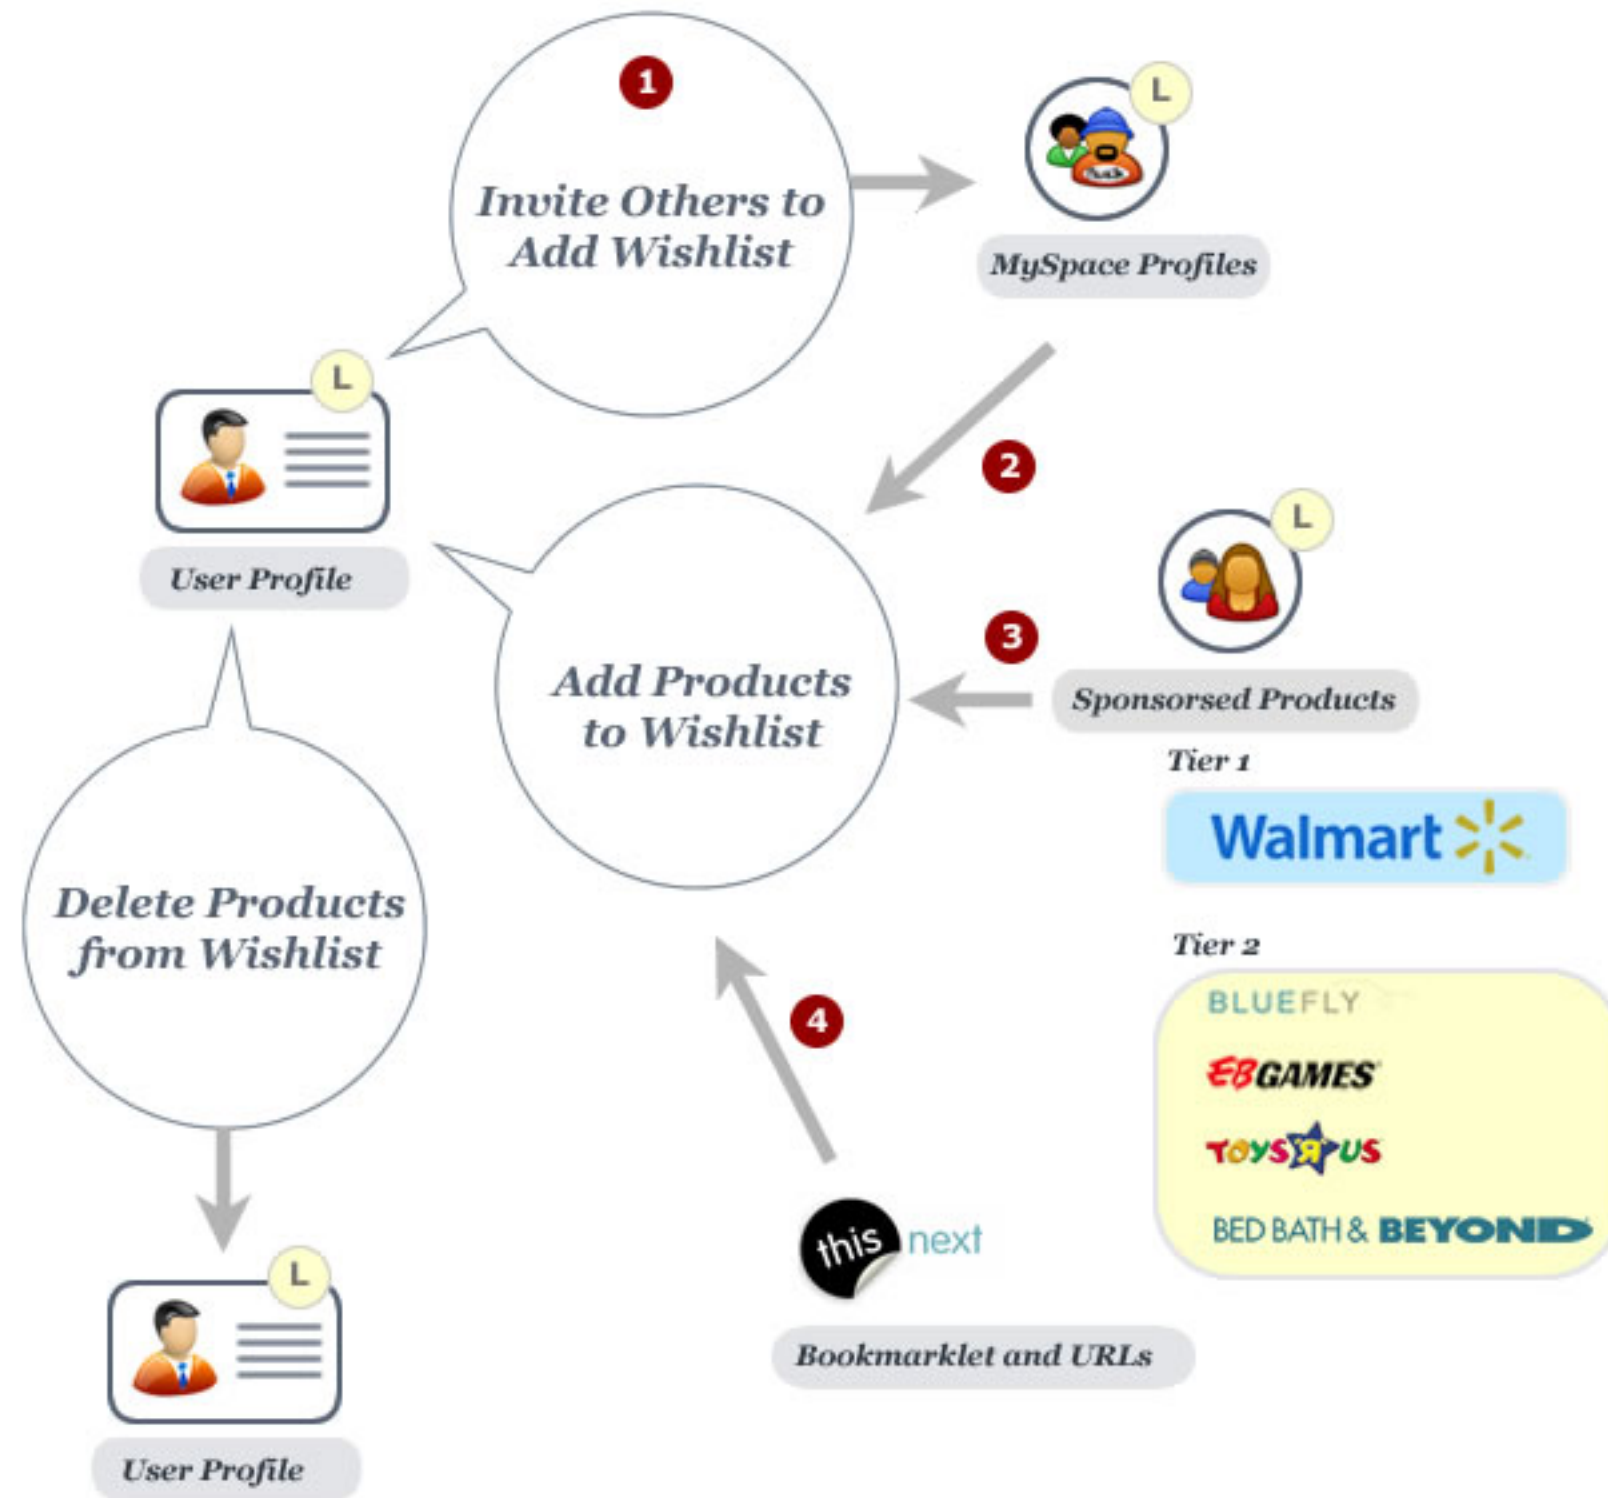 1
Invite Others to
Add Wishlist
L
MySpace Profiles
L
User Profile
2
L
3
Sponsorsed Products
Add Products
to Wishlist
Tier 1
Walmart
Delete Products
from Wishlist
Tier 2
BLUEFLY
EBGAMES
TOYS R US
BED BATH & BEYOND
4
this next
Bookmarklet and URLs
L
User Profile